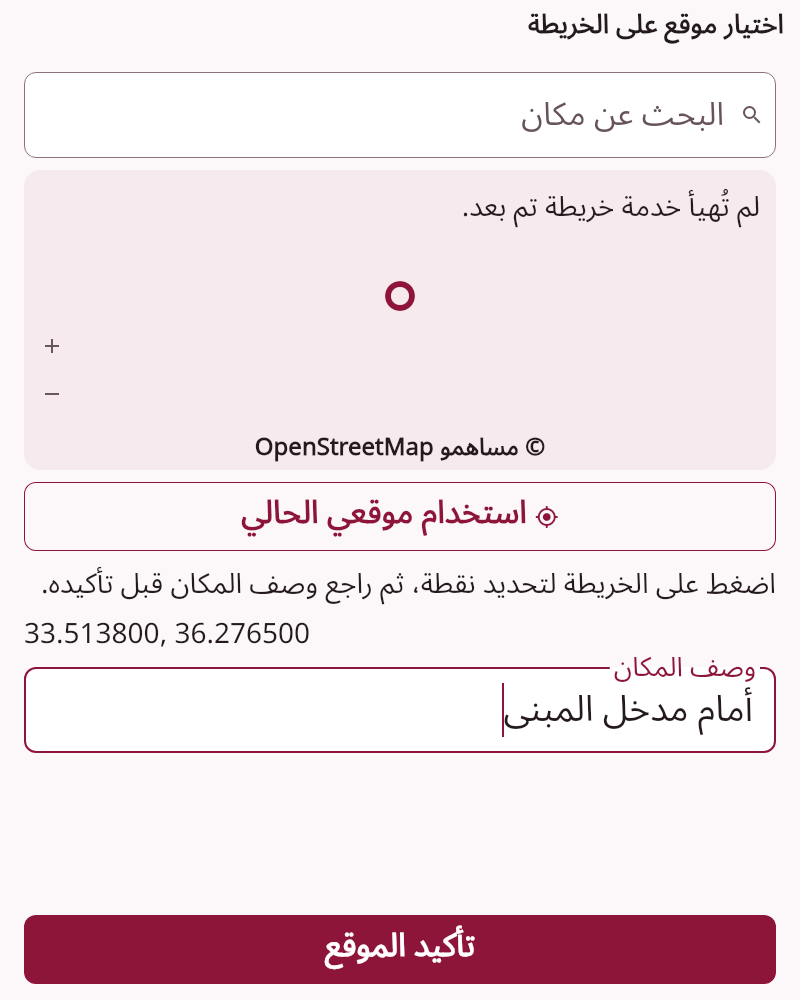 اختيار موقع على الخريطة
البحث عن مكان
لم تُهيأ خدمة خريطة تم بعد.
+
−
© مساهمو OpenStreetMap
استخدام موقعي الحالي
اضغط على الخريطة لتحديد نقطة، ثم راجع وصف المكان قبل تأكيده.
33.513800, 36.276500
وصف المكان
أمام مدخل المبنى
تأكيد الموقع